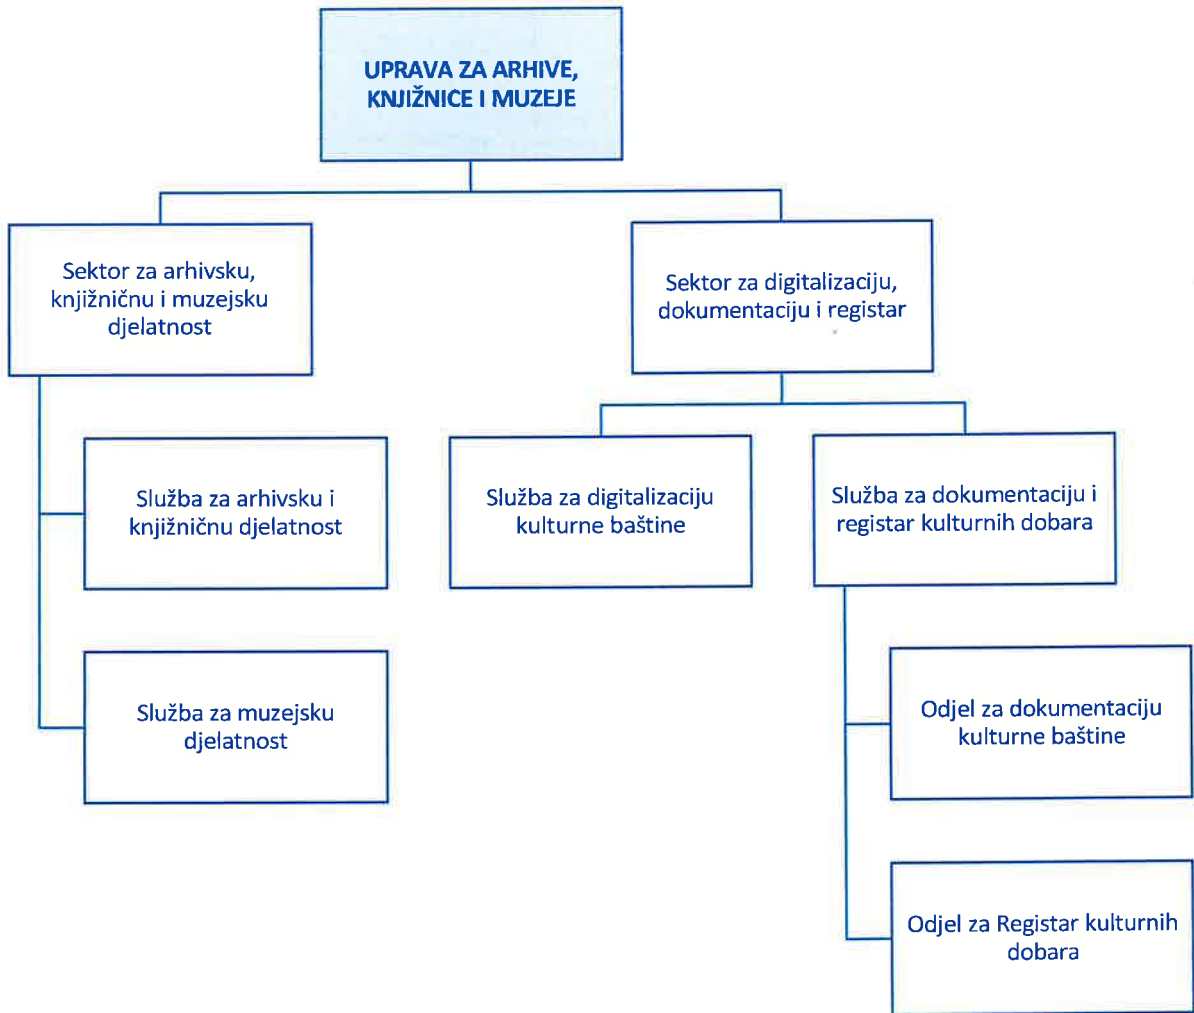 UPRAVA ZA ARHIVE,
KNJIŽNICE I MUZEJE
Sektor za arhivsku,
knjižničnu i muzejsku
djelatnost
Sektor za digitalizaciju,
dokumentaciju i registar
Služba za arhivsku i
knjižničnu djelatnost
Služba za digitalizaciju
kulturne baštine
Služba za dokumentaciju i
registar kulturnih dobara
Služba za muzejsku
djelatnost
Odjel za dokumentaciju
kulturne baštine
Odjel za Registar kulturnih
dobara